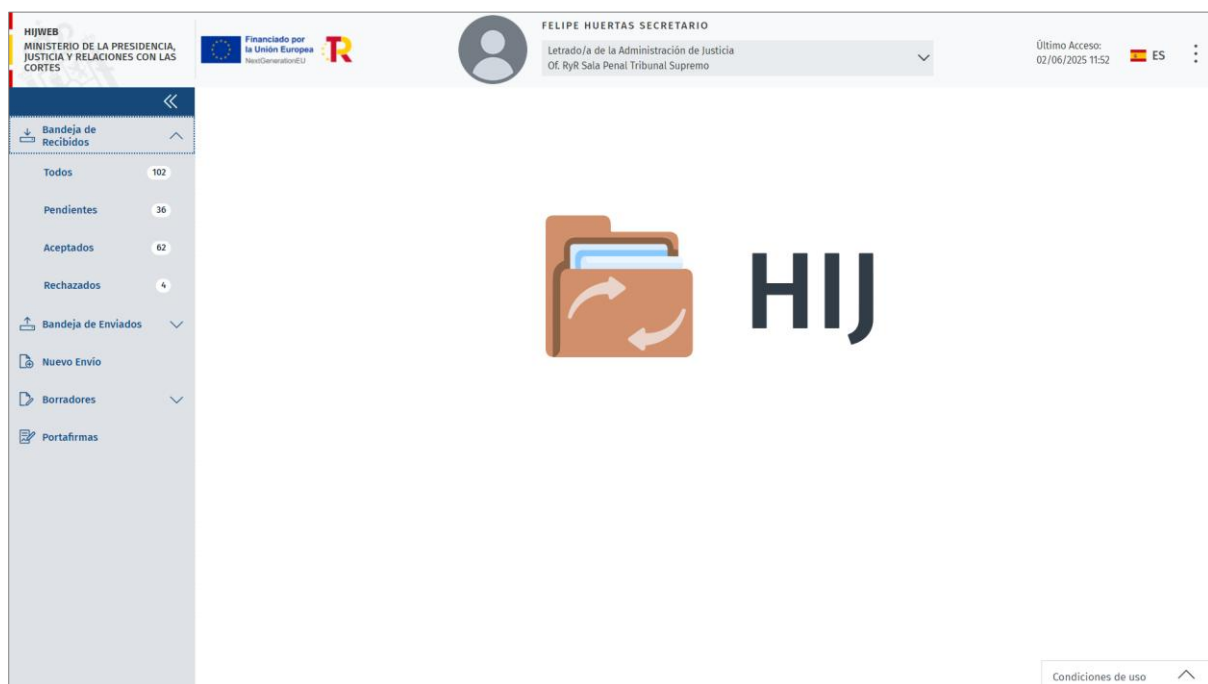 HIJWEB
MINISTERIO DE LA PRESIDENCIA,
JUSTICIA Y RELACIONES CON LAS
CORTES
Financiado por
la Unión Europea
NextGenerationEU
R
FELIPE HUERTAS SECRETARIO
Letrado/a de la Administración de Justicia
Of. RyR Sala Penal Tribunal Supremo
Último Acceso:
02/06/2025 11:52
ES
Bandeja de
Recibidos
Todos 102
Pendientes 36
Aceptados 62
Rechazados 4
Bandeja de Enviados
Nuevo Envío
Borradores
Portafirmas
HIJ
Condiciones de uso